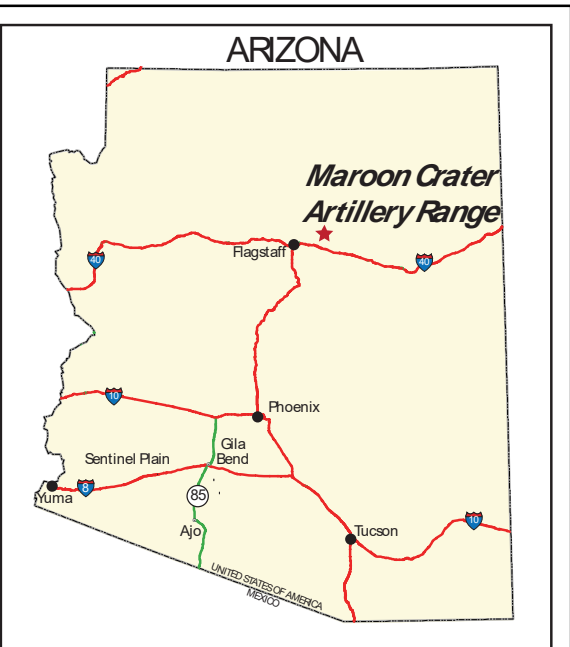 ARIZONA
Maroon Crater
Artillery Range
Flagstaff
40
40
10
Phoenix
Gila
Bend
Sentinel Plain
8
Yuma
85
Ajo
10
Tucson
UNITED STATES OF AMERICA
MEXICO